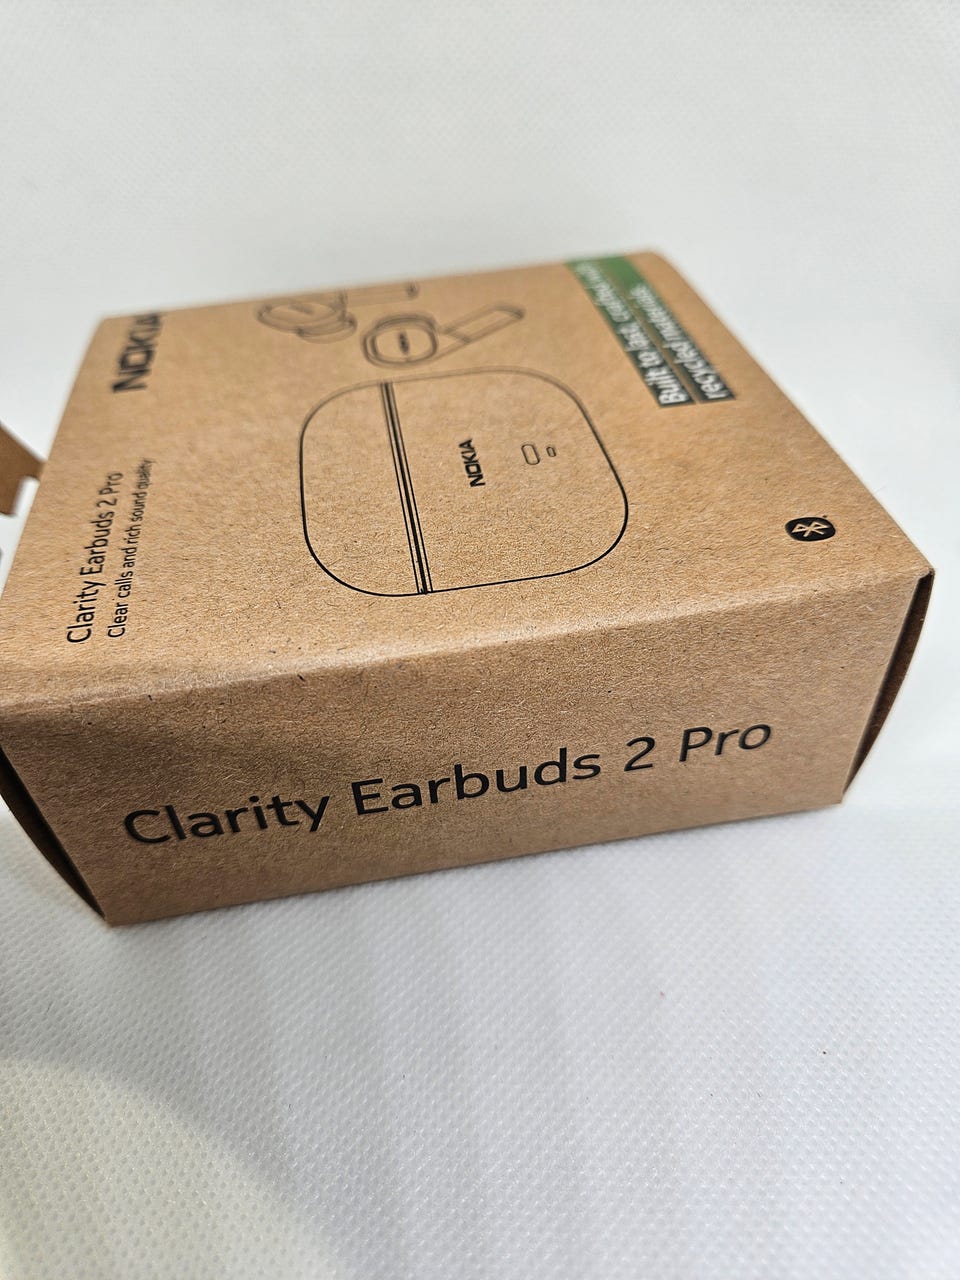 NOKIA
Clarity Earbuds 2 Pro
Clear calls and rich sound quality
NOKIA
Built to last, crafted with
recycled materials.
Clarity Earbuds 2 Pro